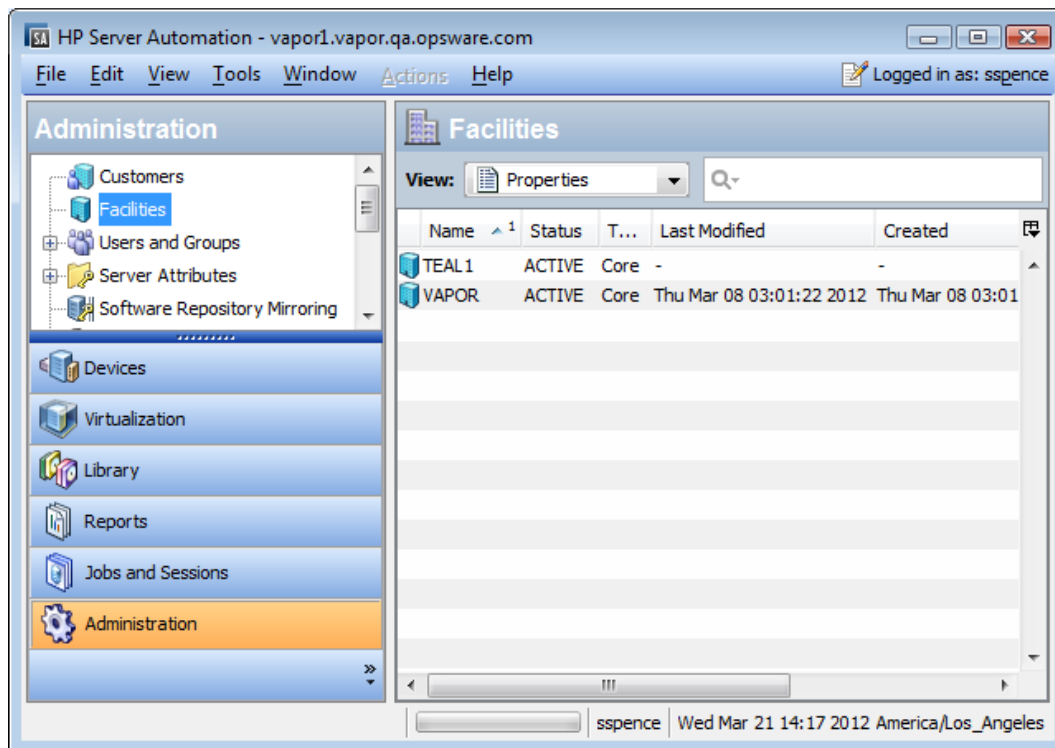 SA HP Server Automation - vapor1.vapor.qa.opsware.com
File Edit View Tools Window Actions Help Logged in as: sspence
Administration
Customers
Facilities
Users and Groups
Server Attributes
Software Repository Mirroring
Devices
Virtualization
Library
Reports
Jobs and Sessions
Administration
»
Facilities
View: Properties
Name 1 Status T... Last Modified Created
TEAL1 ACTIVE Core - -
VAPOR ACTIVE Core Thu Mar 08 03:01:22 2012 Thu Mar 08 03:01
sspence Wed Mar 21 14:17 2012 America/Los_Angeles